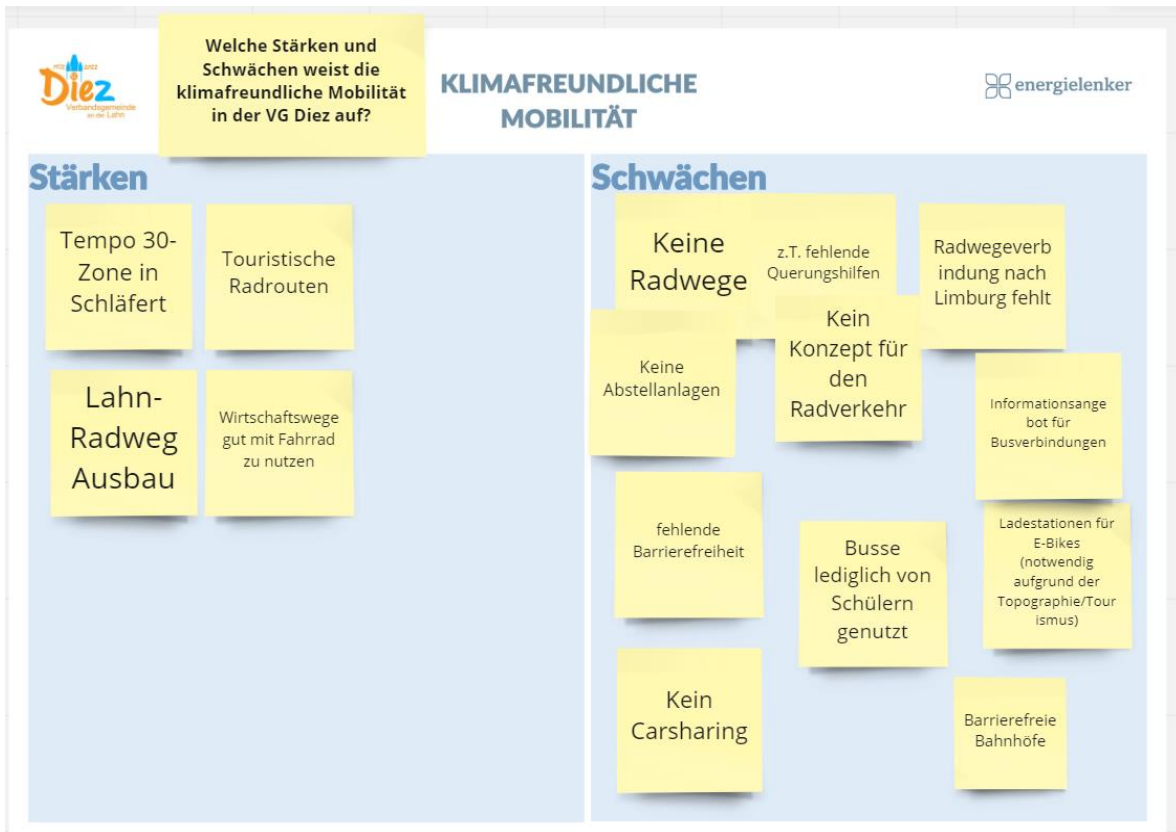 Welche Stärken und
Schwächen weist die
klimafreundliche Mobilität
in der VG Diez auf?
Diez
Verbandsgemeinde
an der Lahn
KLIMAFREUNDLICHE
MOBILITÄT
energielenker
Stärken
Tempo 30-
Zone in
Schläfert
Touristische
Radrouten
Lahn-
Radweg
Ausbau
Wirtschaftswege
gut mit Fahrrad
zu nutzen
Schwächen
Keine
Radwege
z.T. fehlende
Querungshilfen
Radwegeverb
indung nach
Limburg fehlt
Keine
Abstellanlagen
Kein
Konzept für
den
Radverkehr
Informationsange
bot für
Busverbindungen
fehlende
Barrierefreiheit
Busse
lediglich von
Schülern
genutzt
Ladestationen für
E-Bikes
(notwendig
aufgrund der
Topographie/Tour
ismus)
Kein
Carsharing
Barrierefreie
Bahnhöfe